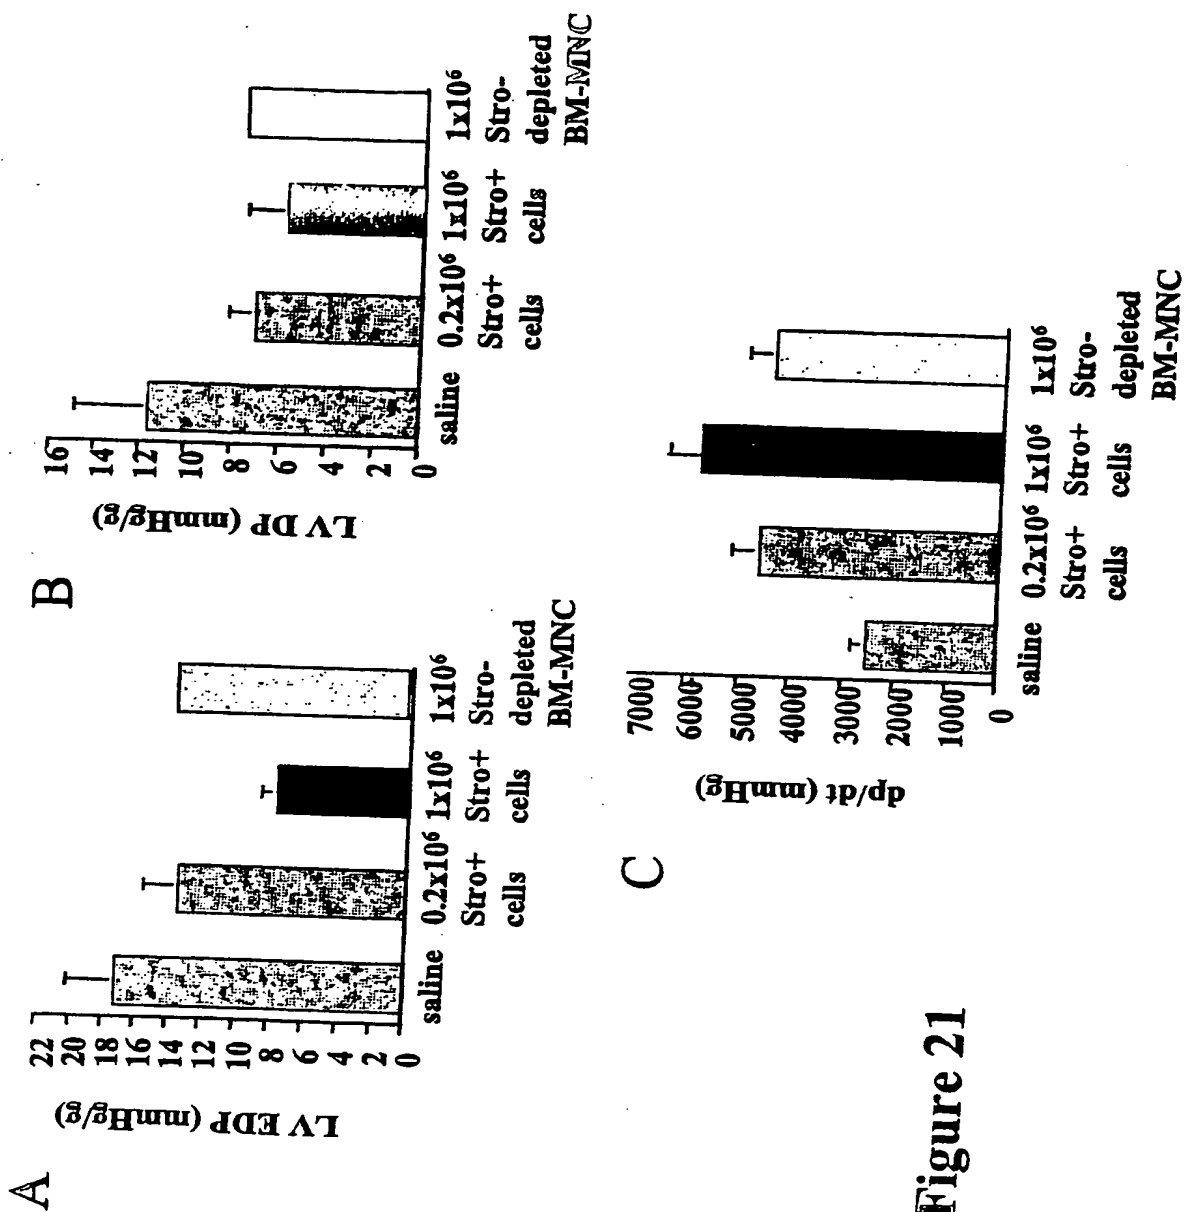 A
LV EDP (mmHg/g)
22
20
18
16
14
12
10
8
6
4
2
0
saline 0.2x10⁶ 1x10⁶ 1x10⁶
Stro+ Stro+ Stro-
cells cells depleted
BM-MNC
B
LV DP (mmHg/g)
16
14
12
10
8
6
4
2
0
saline 0.2x10⁶ 1x10⁶ 1x10⁶
Stro+ Stro+ Stro-
cells cells depleted
BM-MNC
C
dp/dt (mmHg)
7000
6000
5000
4000
3000
2000
1000
0
saline 0.2x10⁶ 1x10⁶ 1x10⁶
Stro+ Stro+ Stro-
cells cells depleted
BM-MNC
Figure 21